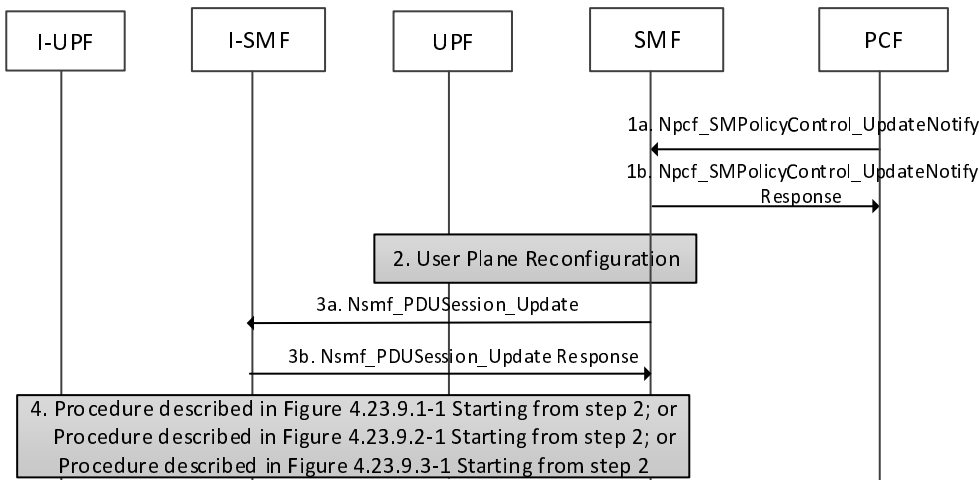 I-UPF
I-SMF
UPF
SMF
PCF
1a. Npcf_SMPolicyControl_UpdateNotify
1b. Npcf_SMPolicyControl_UpdateNotify
Response
2. User Plane Reconfiguration
3a. Nsmf_PDUSession_Update
3b. Nsmf_PDUSession_Update Response
4. Procedure described in Figure 4.23.9.1-1 Starting from step 2; or
Procedure described in Figure 4.23.9.2-1 Starting from step 2; or
Procedure described in Figure 4.23.9.3-1 Starting from step 2